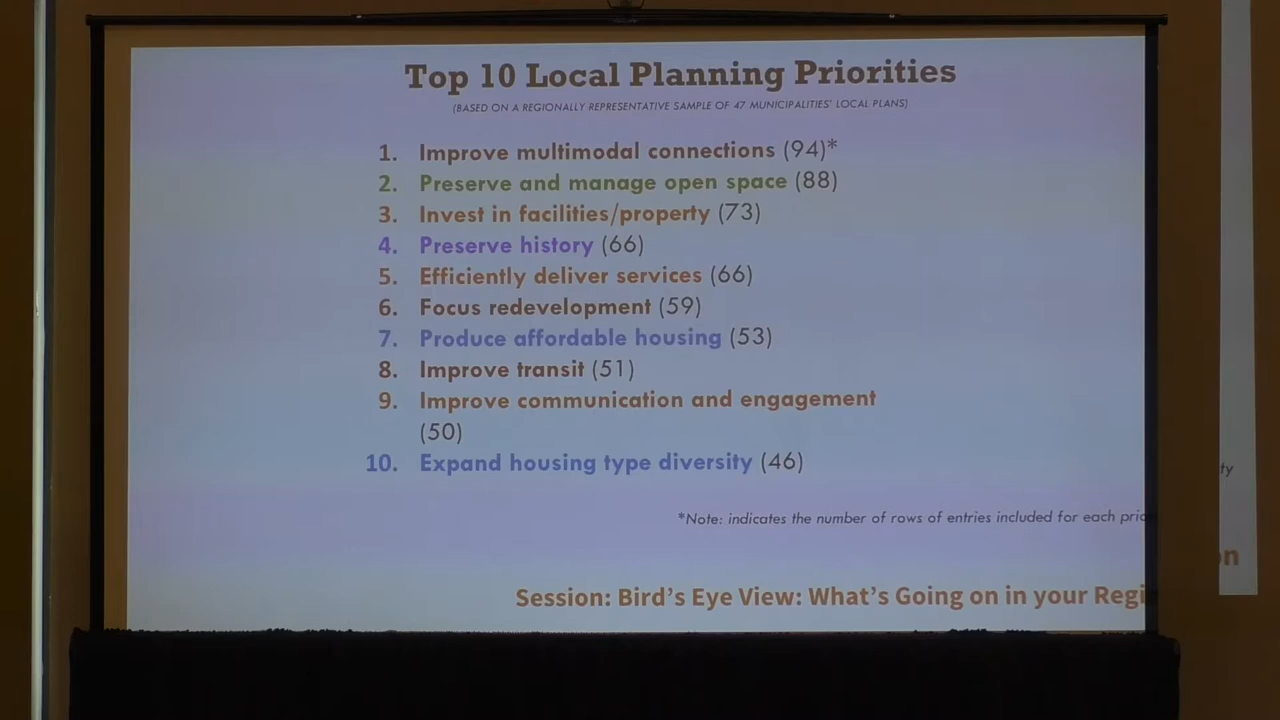 Top 10 Local Planning Priorities
(BASED ON A REGIONALLY REPRESENTATIVE SAMPLE OF 47 MUNICIPALITIES' LOCAL PLANS)
1. Improve multimodal connections (94)*
2. Preserve and manage open space (88)
3. Invest in facilities/property (73)
4. Preserve history (66)
5. Efficiently deliver services (66)
6. Focus redevelopment (59)
7. Produce affordable housing (53)
8. Improve transit (51)
9. Improve communication and engagement
(50)
10. Expand housing type diversity (46)
*Note: indicates the number of rows of entries included for each
Session: Bird's Eye View: What's Going on in your